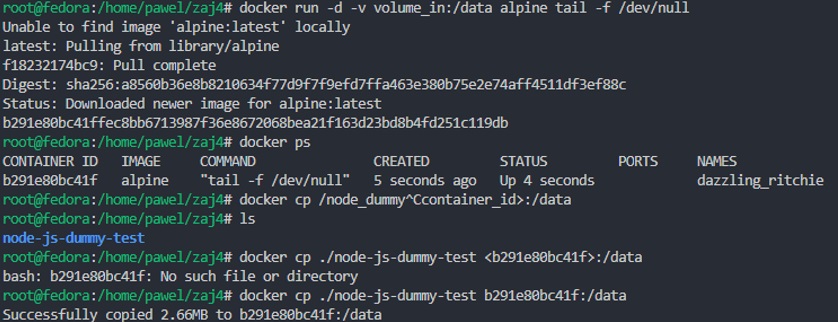 root@fedora:/home/pawel/zaj4# docker run -d -v volume_in:/data alpine tail -f /dev/null
Unable to find image 'alpine:latest' locally
latest: Pulling from library/alpine
f18232174bc9: Pull complete
Digest: sha256:a8560b36e8b8210634f77d9f7f9efd7ffa463e380b75e2e74aff4511df3ef88c
Status: Downloaded newer image for alpine:latest
b291e80bc41ffec8bb6713987f36e8672068bea21f163d23bd8b4fd251c119db
root@fedora:/home/pawel/zaj4# docker ps
CONTAINER ID   IMAGE     COMMAND               CREATED         STATUS         PORTS     NAMES
b291e80bc41f   alpine    "tail -f /dev/null"   5 seconds ago   Up 4 seconds             dazzling_ritchie
root@fedora:/home/pawel/zaj4# docker cp /node_dummy^Ccontainer_id>:/data
root@fedora:/home/pawel/zaj4# ls
node-js-dummy-test
root@fedora:/home/pawel/zaj4# docker cp ./node-js-dummy-test <b291e80bc41f>:/data
bash: b291e80bc41f: No such file or directory
root@fedora:/home/pawel/zaj4# docker cp ./node-js-dummy-test b291e80bc41f:/data
Successfully copied 2.66MB to b291e80bc41f:/data